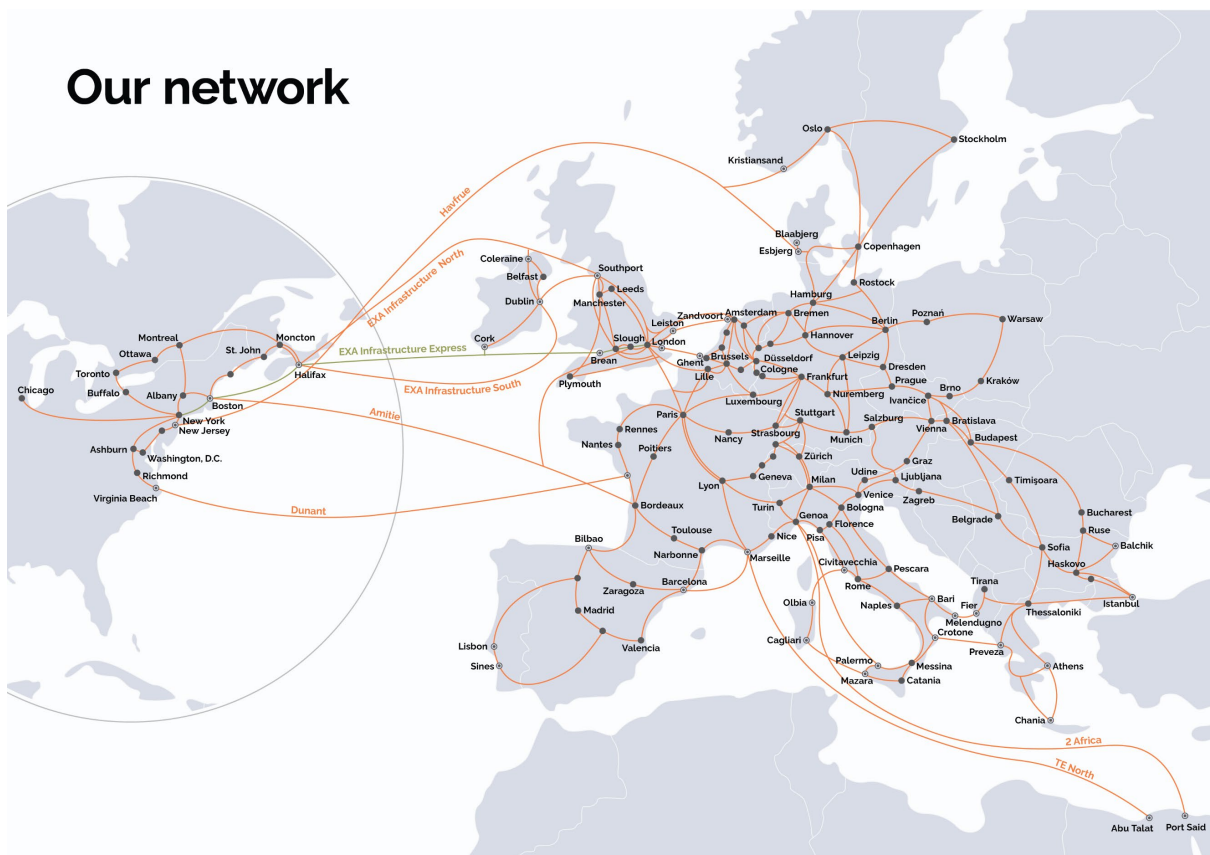 Our network
Oslo
Stockholm
Kristiansand
Havfrue
Blaabjerg
Esbjerg
Copenhagen
EXA Infrastructure North
Coleraine
Belfast
Dublin
Southport
Leeds
Manchester
Rostock
Hamburg
Zandvoort
Amsterdam
Bremen
Leiston
Berlin
Poznań
Warsaw
Montreal
Moncton
St. John
Ottawa
Cork
Slough
London
Hannover
EXA Infrastructure Express
Brean
Ghent
Brussels
Düsseldorf
Leipzig
Toronto
Halifax
Lille
Cologne
Dresden
Chicago
Buffalo
Albany
Boston
EXA Infrastructure South
Plymouth
Frankfurt
Prague
Brno
Kraków
Luxembourg
Nuremberg
Ivančice
Amitie
New York
New Jersey
Paris
Stuttgart
Salzburg
Bratislava
Rennes
Nancy
Strasbourg
Munich
Vienna
Budapest
Ashburn
Washington, D.C.
Nantes
Poitiers
Zürich
Graz
Richmond
Lyon
Geneva
Udine
Ljubljana
Timișoara
Milan
Virginia Beach
Venice
Zagreb
Dunant
Bordeaux
Turin
Bologna
Genoa
Florence
Belgrade
Bucharest
Ruse
Toulouse
Nice
Pisa
Bilbao
Narbonne
Marseille
Civitavecchia
Sofia
Balchik
Pescara
Haskovo
Zaragoza
Barcelona
Rome
Tirana
Olbia
Naples
Bari
Fier
Istanbul
Madrid
Melendugno
Thessaloniki
Lisbon
Valencia
Cagliari
Crotone
Preveza
Sines
Palermo
Messina
Athens
Mazara
Catania
Chania
2 Africa
TE North
Abu Talat
Port Said